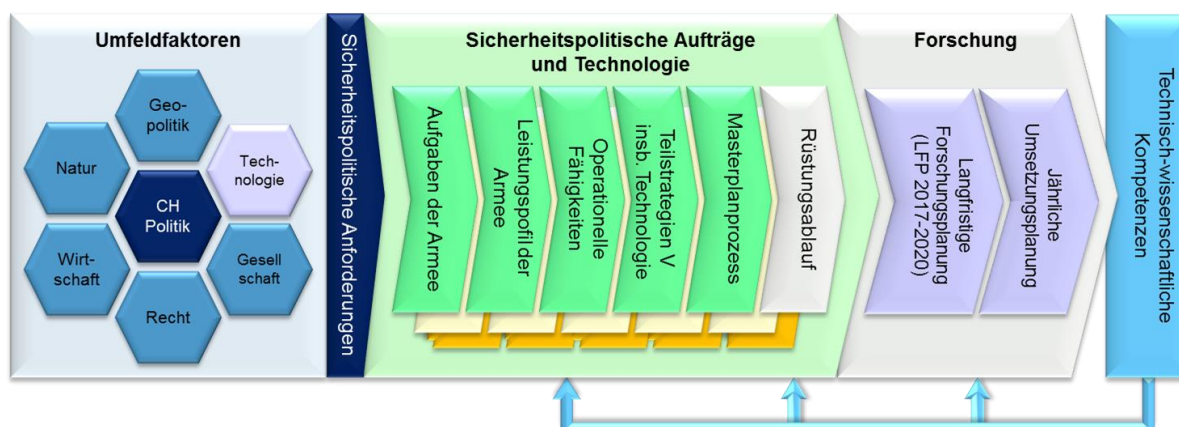 Umfeldfaktoren
Geo-
politik
Natur
Tech-
nologie
CH
Politik
Wirt-
schaft
Gesell
schaft
Recht
Sicherheitspolitische Anforderungen
Sicherheitspolitische Aufträge
und Technologie
Aufgaben der Armee
Leistungspofil der
Armee
Operationelle
Fähigkeiten
Teilstrategien V
insb. Technologie
Masterplanprozess
Rüstungsablauf
Forschung
Langfristige
Forschungsplanung
(LFP 2017-2020)
Jährliche
Umsetzungsplanung
Technisch-wissenschaftliche
Kompetenzen